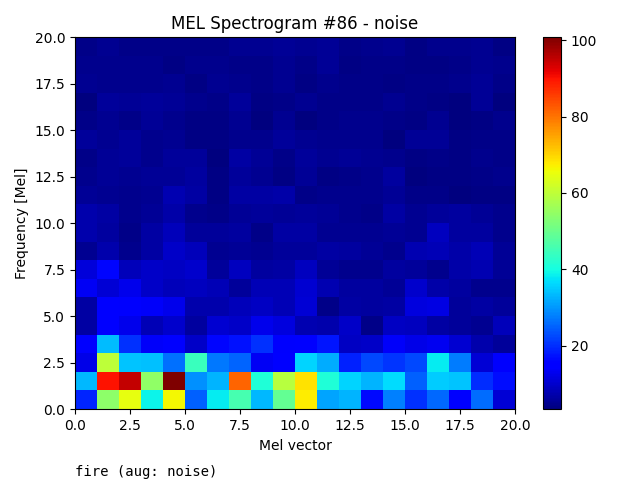 MEL Spectrogram #86 - noise
20.0
17.5
15.0
12.5
10.0
7.5
5.0
2.5
0.0
Frequency [Mel]
0.0 2.5 5.0 7.5 10.0 12.5 15.0 17.5 20.0
Mel vector
100
80
60
40
20
fire (aug: noise)